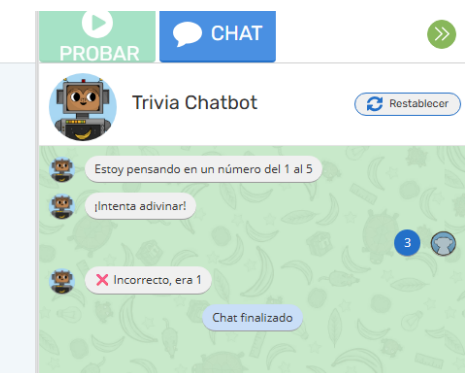 PROBAR
CHAT
Trivia Chatbot
Restablecer
Estoy pensando en un número del 1 al 5
¡Intenta adivinar!
3
Incorrecto, era 1
Chat finalizado